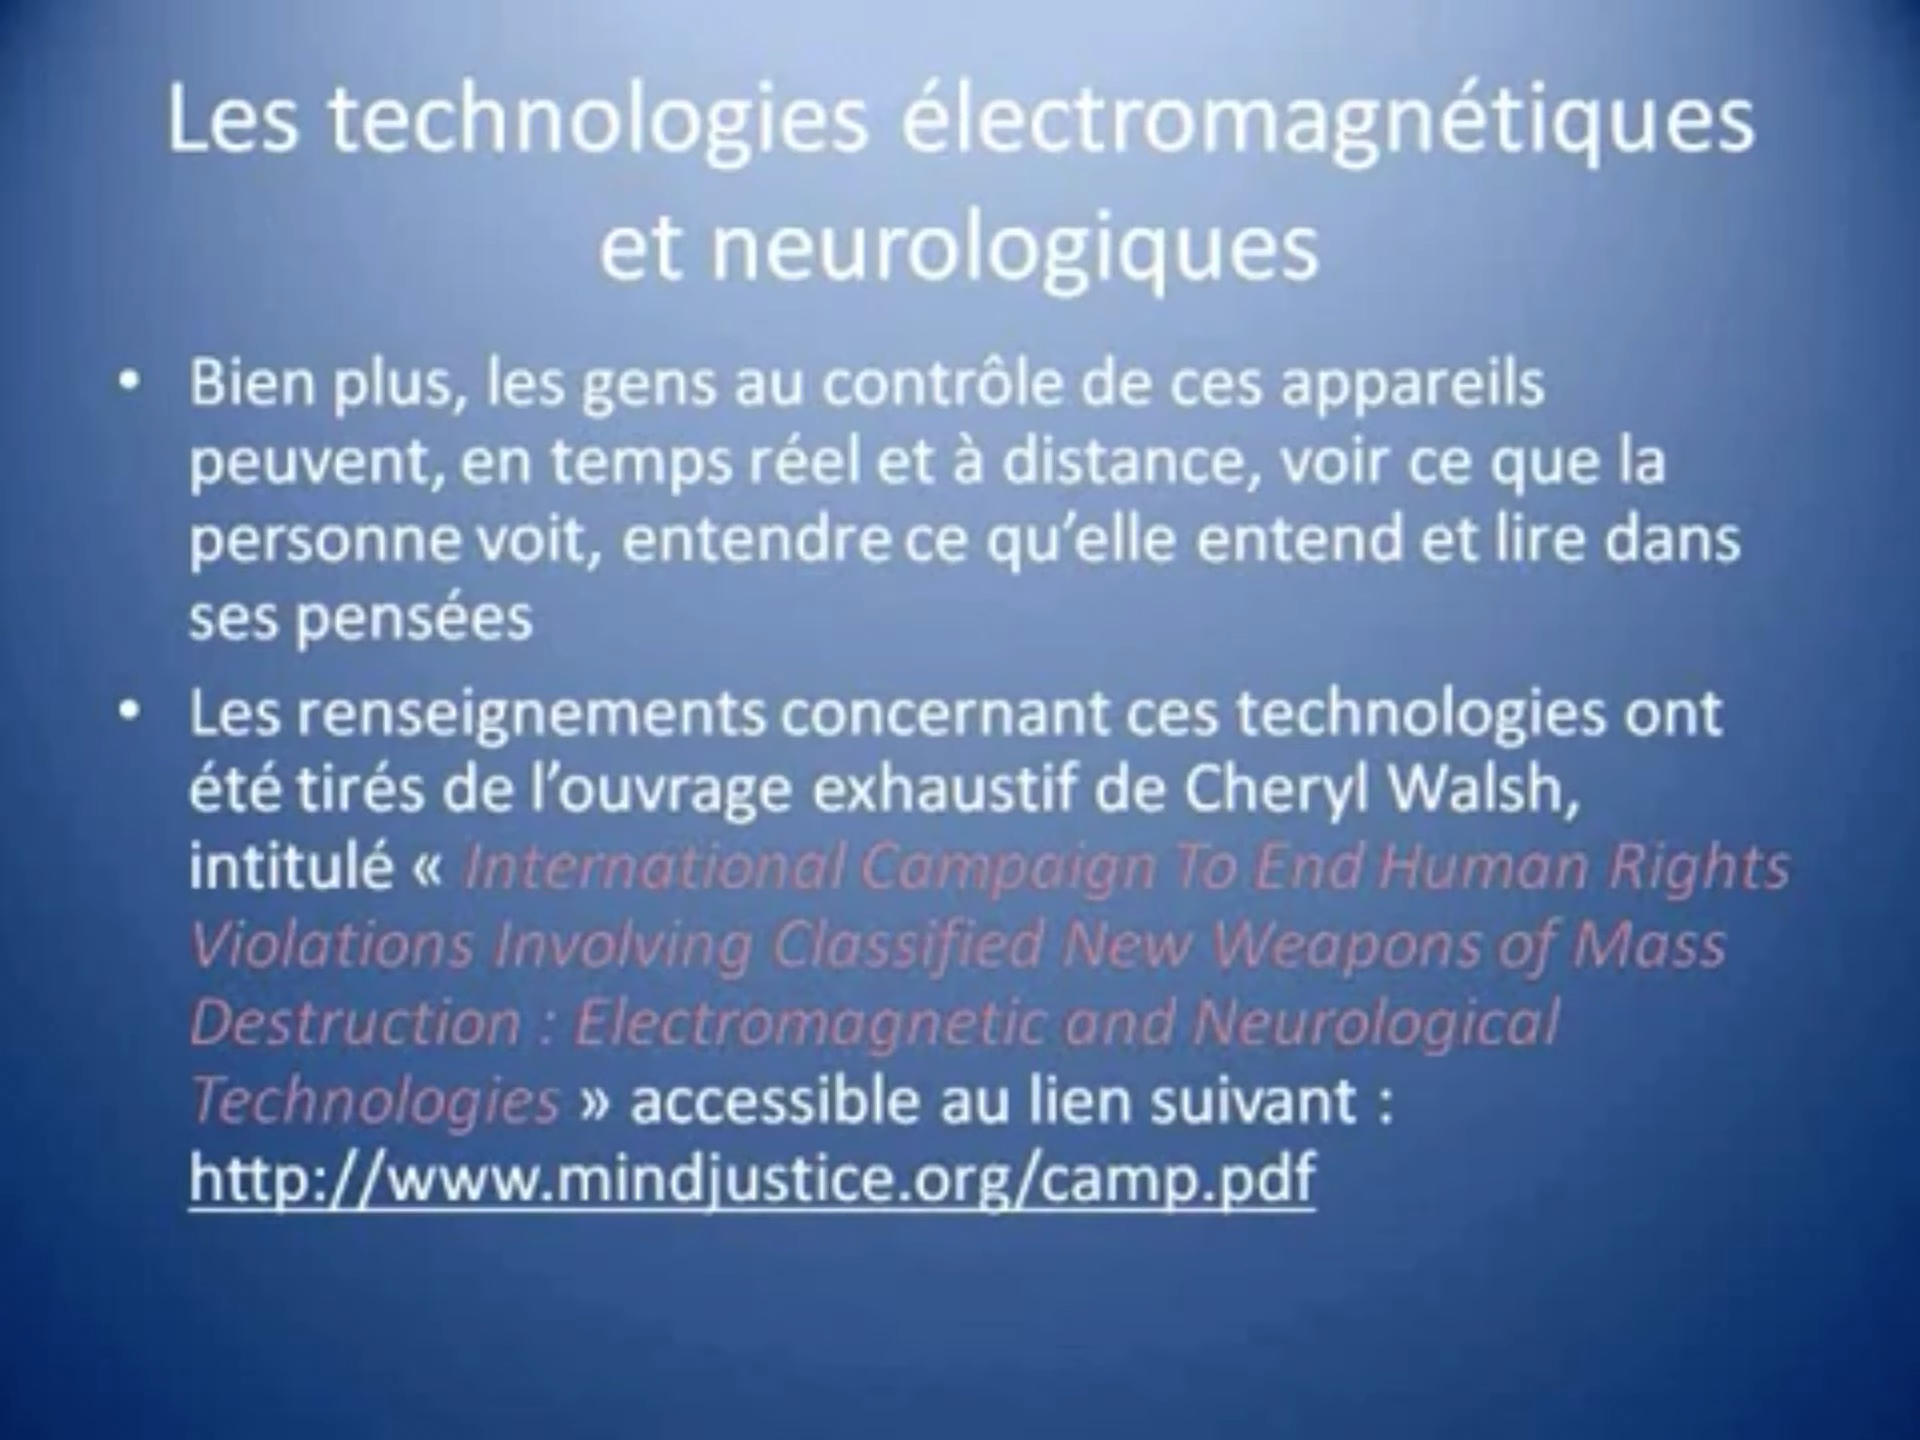 Les technologies électromagnétiques
et neurologiques
• Bien plus, les gens au contrôle de ces appareils
peuvent, en temps réel et à distance, voir ce que la
personne voit, entendre ce qu’elle entend et lire dans
ses pensées
• Les renseignements concernant ces technologies ont
été tirés de l’ouvrage exhaustif de Cheryl Walsh,
intitulé « International Campaign To End Human Rights
Violations Involving Classified New Weapons of Mass
Destruction : Electromagnetic and Neurological
Technologies » accessible au lien suivant :
http://www.mindjustice.org/camp.pdf